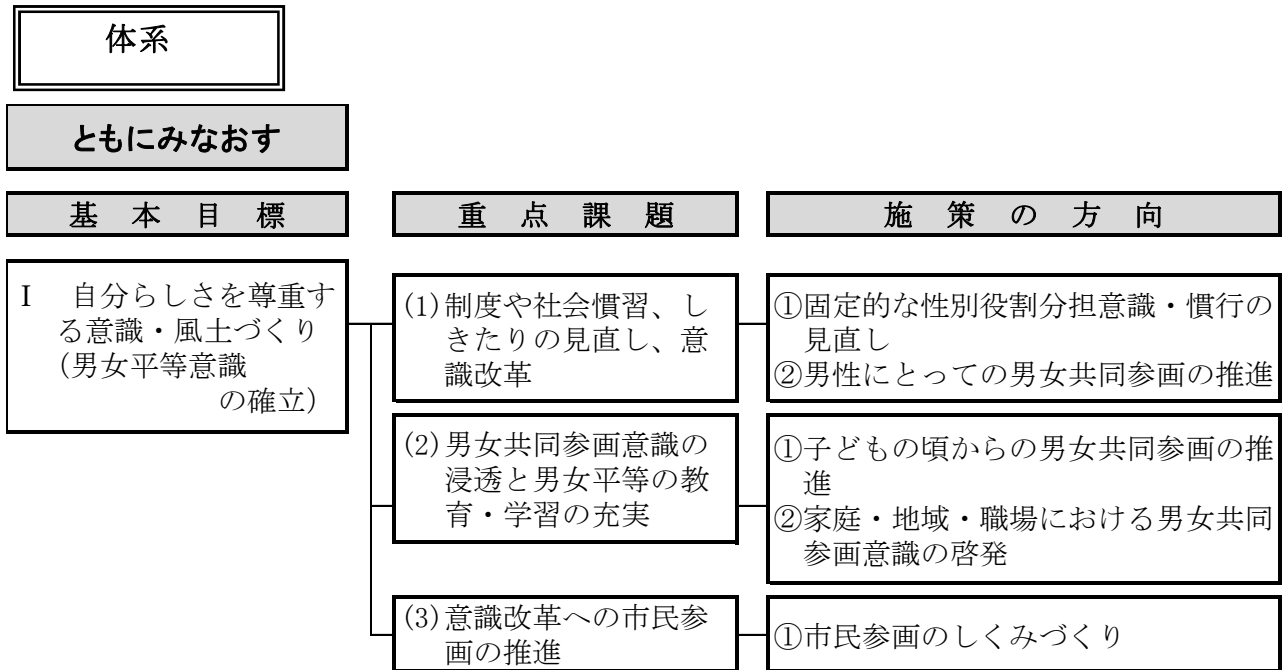 体系
ともにみなおす
基本目標
重点課題
施策の方向
Ⅰ 自分らしさを尊重す
る意識・風土づくり
(男女平等意識
の確立)
(1)制度や社会慣習、し
きたりの見直し、意
識改革
①固定的な性別役割分担意識・慣行の
見直し
②男性にとっての男女共同参画の推進
(2)男女共同参画意識の
浸透と男女平等の教
育・学習の充実
①子どもの頃からの男女共同参画の推
進
②家庭・地域・職場における男女共同
参画意識の啓発
(3)意識改革への市民参
画の推進
①市民参画のしくみづくり